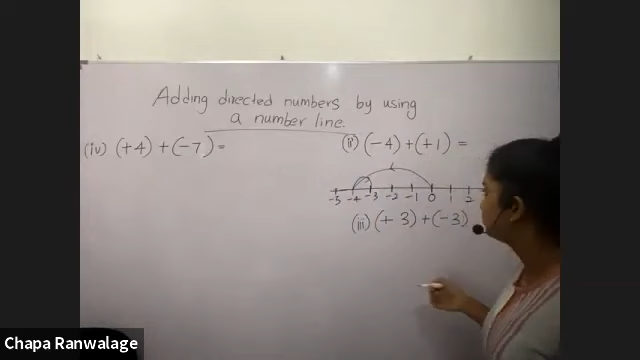 Adding directed numbers by using
a number line.
(iv) (+4) + (-7) =
(ii) (-4) + (+1) =
-5 -4 -3 -2 -1 0 1 2
(iii) (+3) + (-3)
Chapa Ranwalage